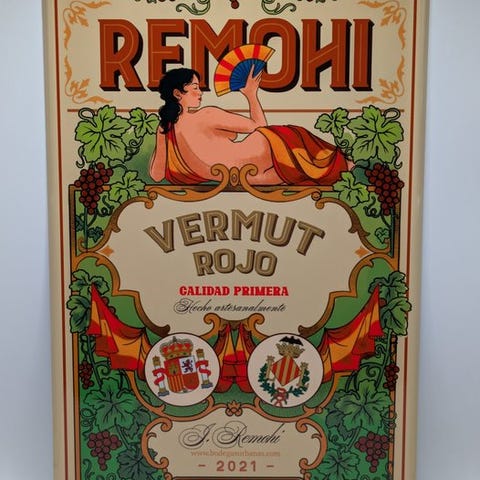 REMOHI
VERMUT
ROJO
CALIDAD PRIMERA
Hecho artesanalmente
J. Remohi
www.bodegasurbanas.com
- 2021 -